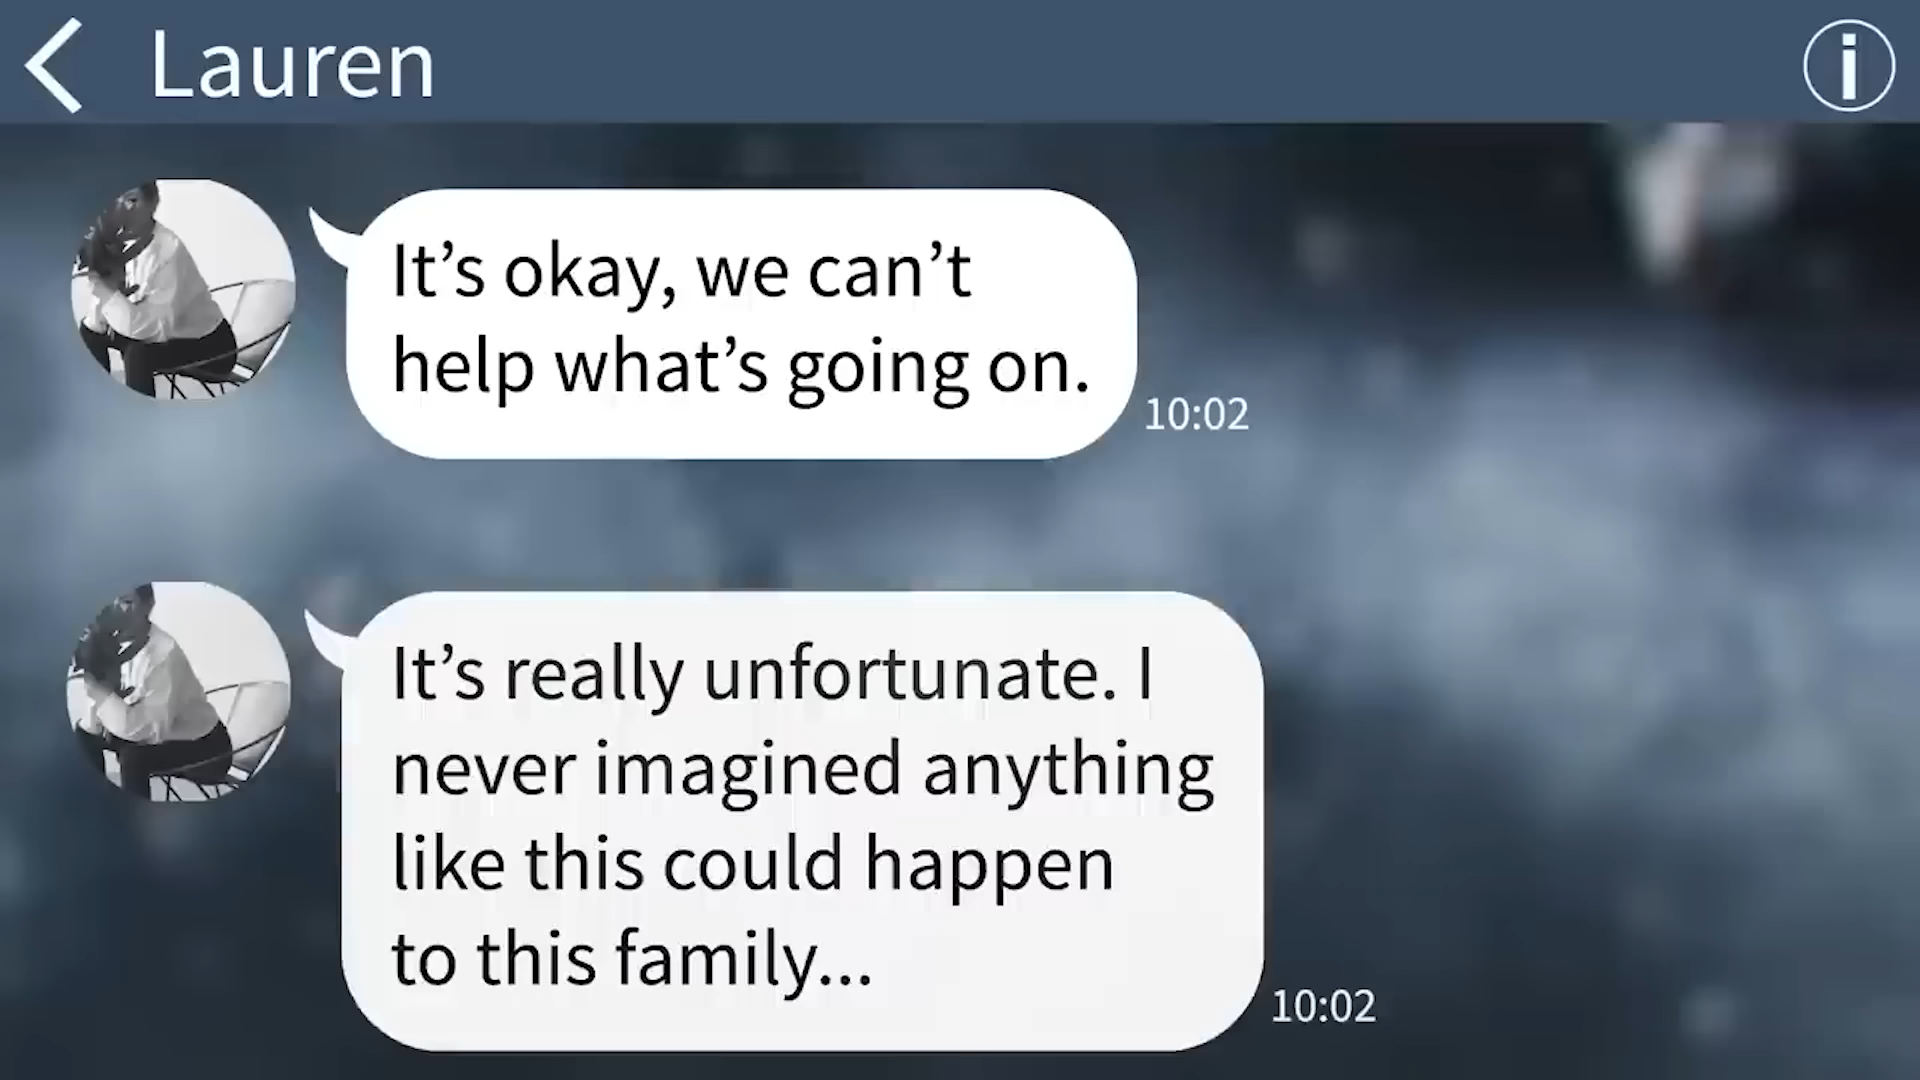 Lauren
It’s okay, we can’t
help what’s going on.
10:02
It’s really unfortunate. I
never imagined anything
like this could happen
to this family...
10:02